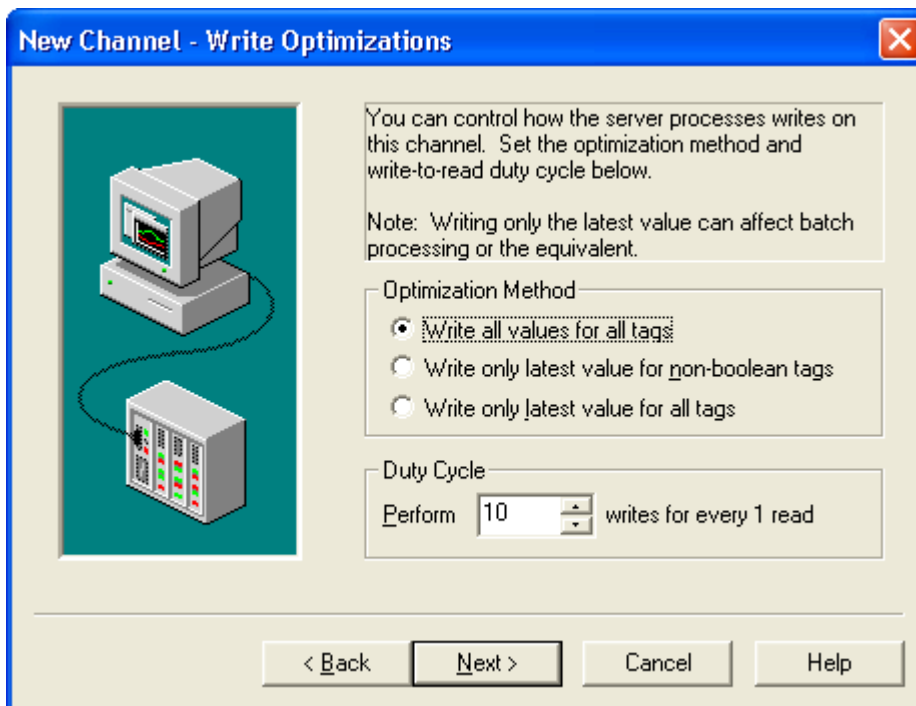 New Channel - Write Optimizations
You can control how the server processes writes on
this channel.  Set the optimization method and
write-to-read duty cycle below.
Note:  Writing only the latest value can affect batch
processing or the equivalent.
Optimization Method
Write all values for all tags
Write only latest value for non-boolean tags
Write only latest value for all tags
Duty Cycle
Perform 10 writes for every 1 read
< Back Next > Cancel Help